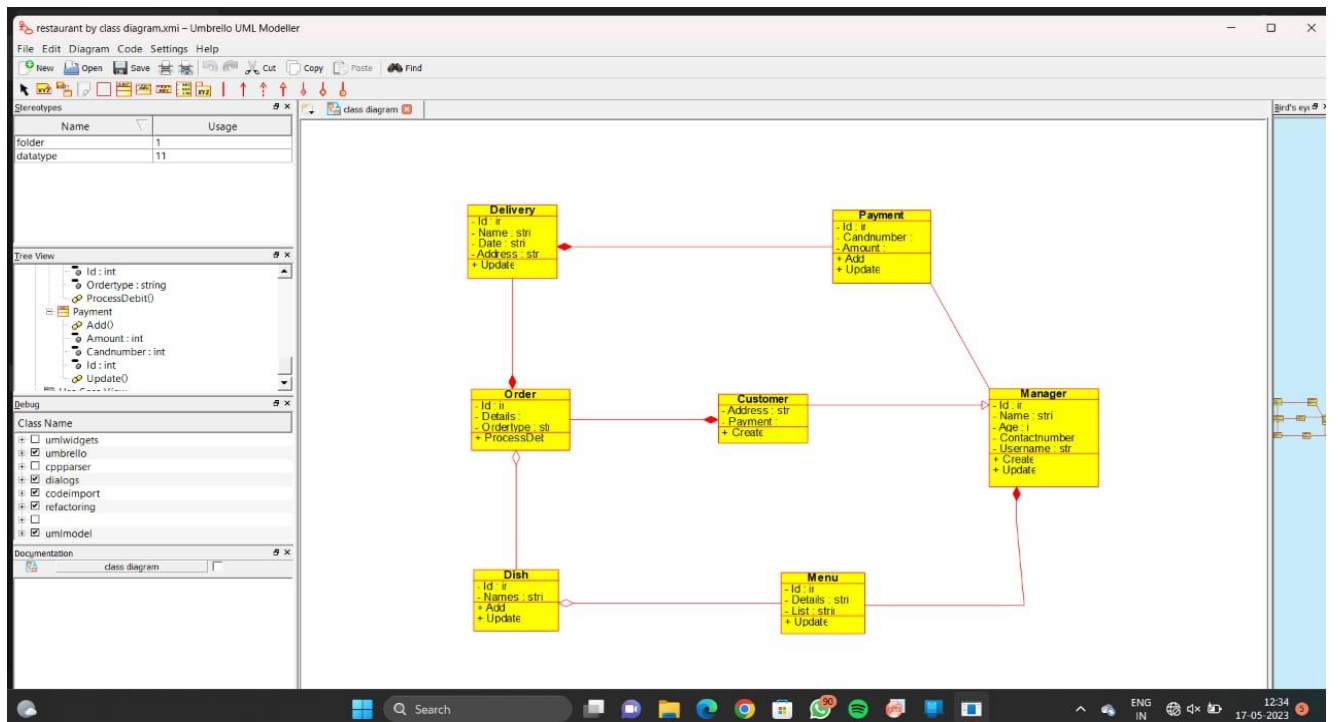 restaurant by class diagram.xmi – Umbrello UML Modeller
File Edit Diagram Code Settings Help
New Open Save Cut Copy Paste Find
Stereotypes
Name Usage
folder 1
datatype 11
Tree View
Id : int
Ordertype : string
ProcessDebit()
Payment
Add()
Amount : int
Candnumber : int
Id : int
Update()
Debug
Class Name
umlwidgets
umbrello
cppparser
dialogs
codeimport
refactoring
umlmodel
Documentation
class diagram
class diagram
Bird's ey
Delivery
- Id : ir
- Name : stri
- Date : stri
- Address : str
+ Update
Payment
- Id : ir
- Candnumber :
- Amount :
+ Add
+ Update
Order
- Id : ir
- Details :
- Ordertype : sti
+ ProcessDet
Customer
- Address : str
- Payment :
+ Create
Manager
- Id : ir
- Name : stri
- Age : i
- Contactnumber
- Username : str
+ Create
+ Update
Dish
- Id : ir
- Names : stri
+ Add
+ Update
Menu
- Id : ir
- Details : stri
- List : strii
+ Update
Search
90
ENG
IN
12:34
17-05-2023
5